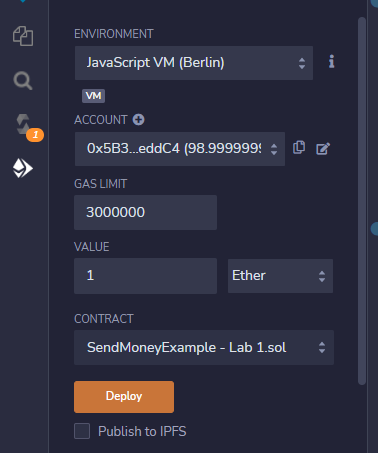 ENVIRONMENT
JavaScript VM (Berlin)
VM
ACCOUNT
0x5B3...eddC4 (98.9999999
1
GAS LIMIT
3000000
VALUE
1 Ether
CONTRACT
SendMoneyExample - Lab 1.sol
Deploy
Publish to IPFS